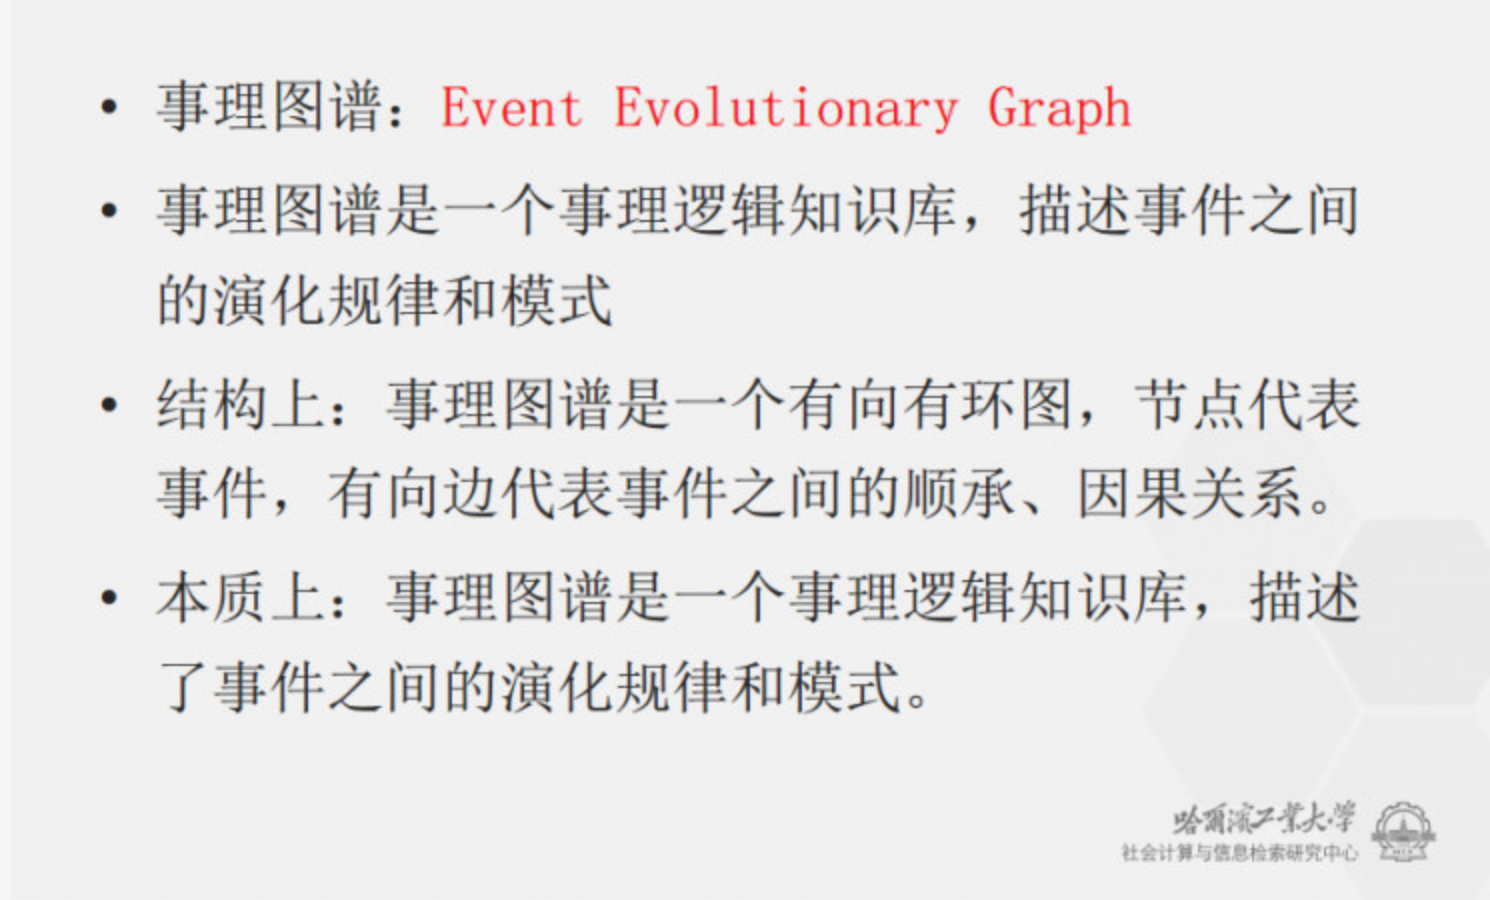 • 事理图谱：Event Evolutionary Graph
• 事理图谱是一个事理逻辑知识库，描述事件之间
的演化规律和模式
• 结构上：事理图谱是一个有向有环图，节点代表
事件，有向边代表事件之间的顺承、因果关系。
• 本质上：事理图谱是一个事理逻辑知识库，描述
了事件之间的演化规律和模式。
哈尔滨工业大学
社会计算与信息检索研究中心